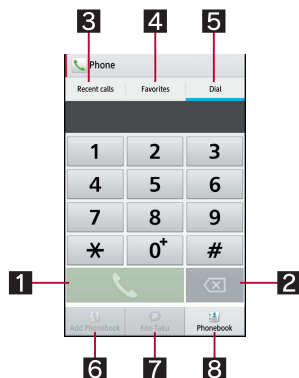 3 4 5
Phone
Recent calls Favorites Dial
1 2 3
4 5 6
7 8 9
* 0+ #
1 2
Add Phonebook Koe-Taku Phonebook
6 7 8